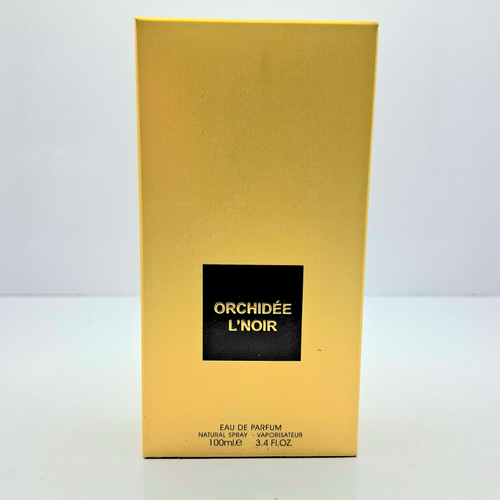 ORCHIDÉE
L'NOIR
EAU DE PARFUM
NATURAL SPRAY - VAPORISATEUR
100ml.℮ 3.4 FL.OZ.